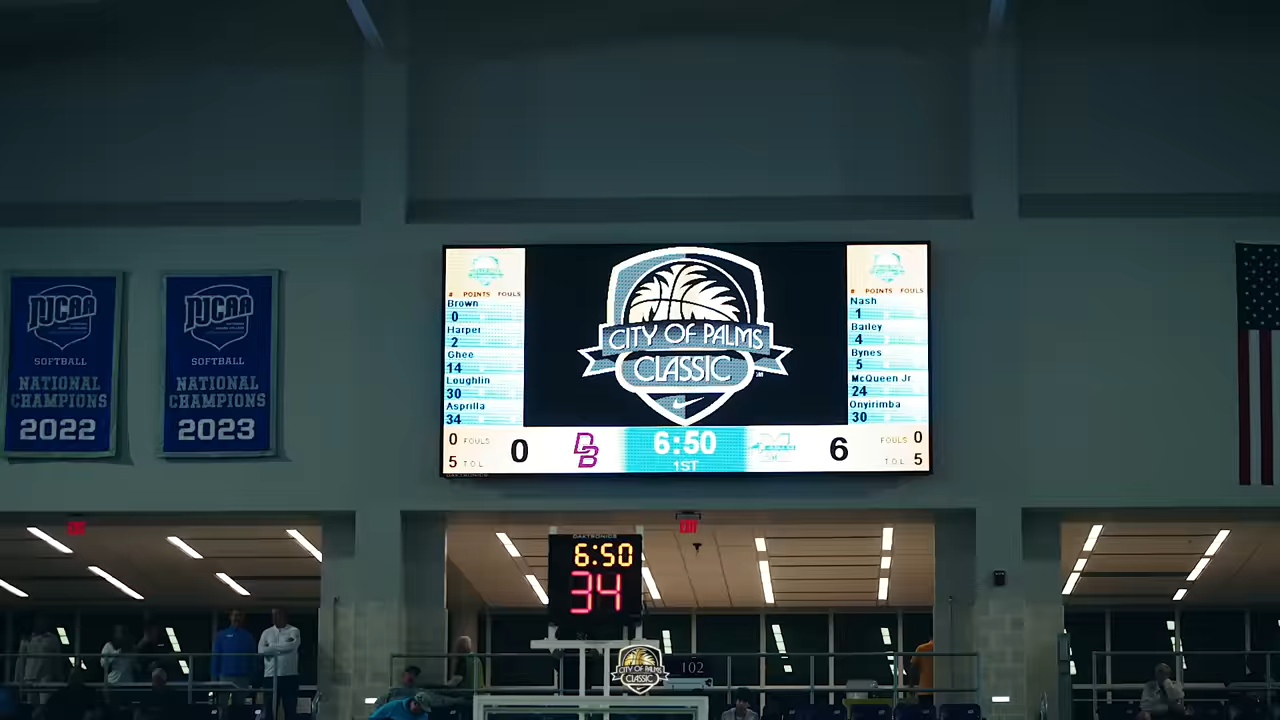 NJCAA
SOFTBALL
NATIONAL
CHAMPIONS
2022
NJCAA
SOFTBALL
NATIONAL
CHAMPIONS
2023
# POINTS FOULS
Brown
0
Harper
2
Ghee
14
Loughlin
30
Asprilla
34
CITY OF PALMS
CLASSIC
# POINTS FOULS
Nash
1
Bailey
4
Bynes
5
McQueen Jr
24
Onyirimba
30
0 FOULS
5 T.O.L
0
DB
6:50
1ST
M
6
FOULS 0
T.O.L 5
DAKTRONICS
EXIT
EXIT
DAKTRONICS
6:50
34
CITY OF PALMS
CLASSIC
102